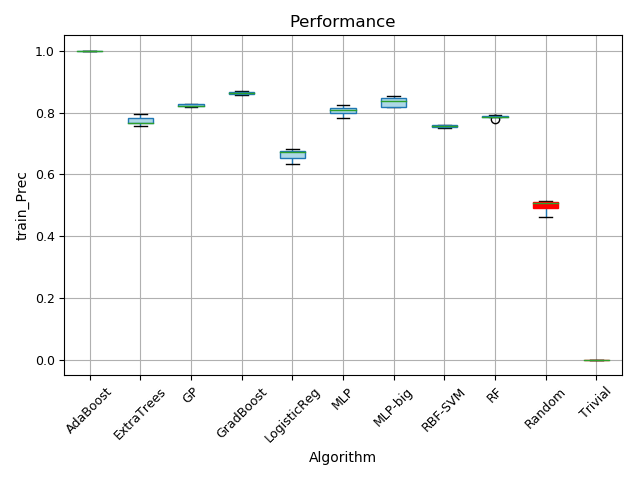 Performance
train_Prec
1.0
0.8
0.6
0.4
0.2
0.0
AdaBoost
ExtraTrees
GP
GradBoost
LogisticReg
MLP
MLP-big
RBF-SVM
RF
Random
Trivial
Algorithm